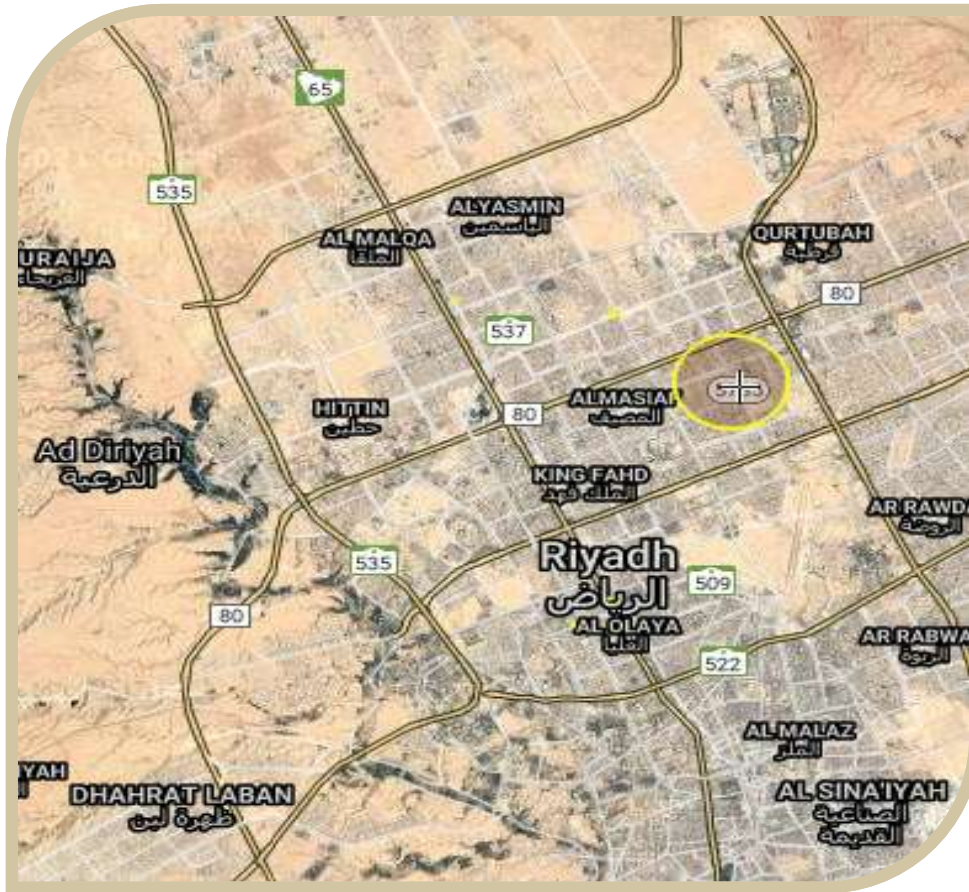 65
535
ALYASMIN
الياسمين
AL MALQA
الملقا
QURTUBAH
قرطبة
URAIJA
80
537
ALMASIAF
المصيف
HITTIN
حطين
80
Ad Diriyah
الدرعية
KING FAHD
الملك فهد
AR RAWDA
الروضة
Riyadh
الرياض
535
509
80
AL OLAYA
العليا
522
AR RABWA
الربوة
AL MALAZ
الملز
IYAH
DHAHRAT LABAN
ظهرة لبن
AL SINA'IYAH
الصناعية
القديمة